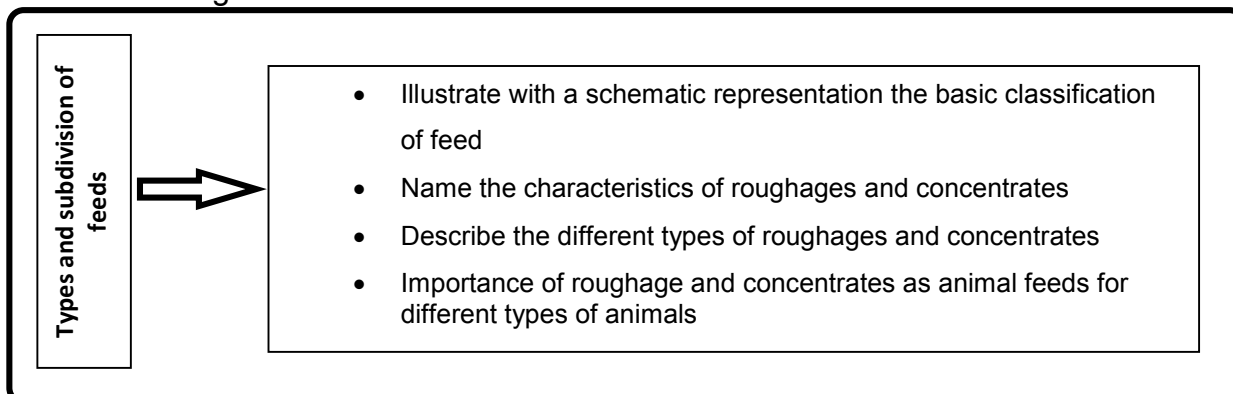 Types and subdivision of
feeds
• Illustrate with a schematic representation the basic classification
of feed
• Name the characteristics of roughages and concentrates
• Describe the different types of roughages and concentrates
• Importance of roughage and concentrates as animal feeds for
different types of animals